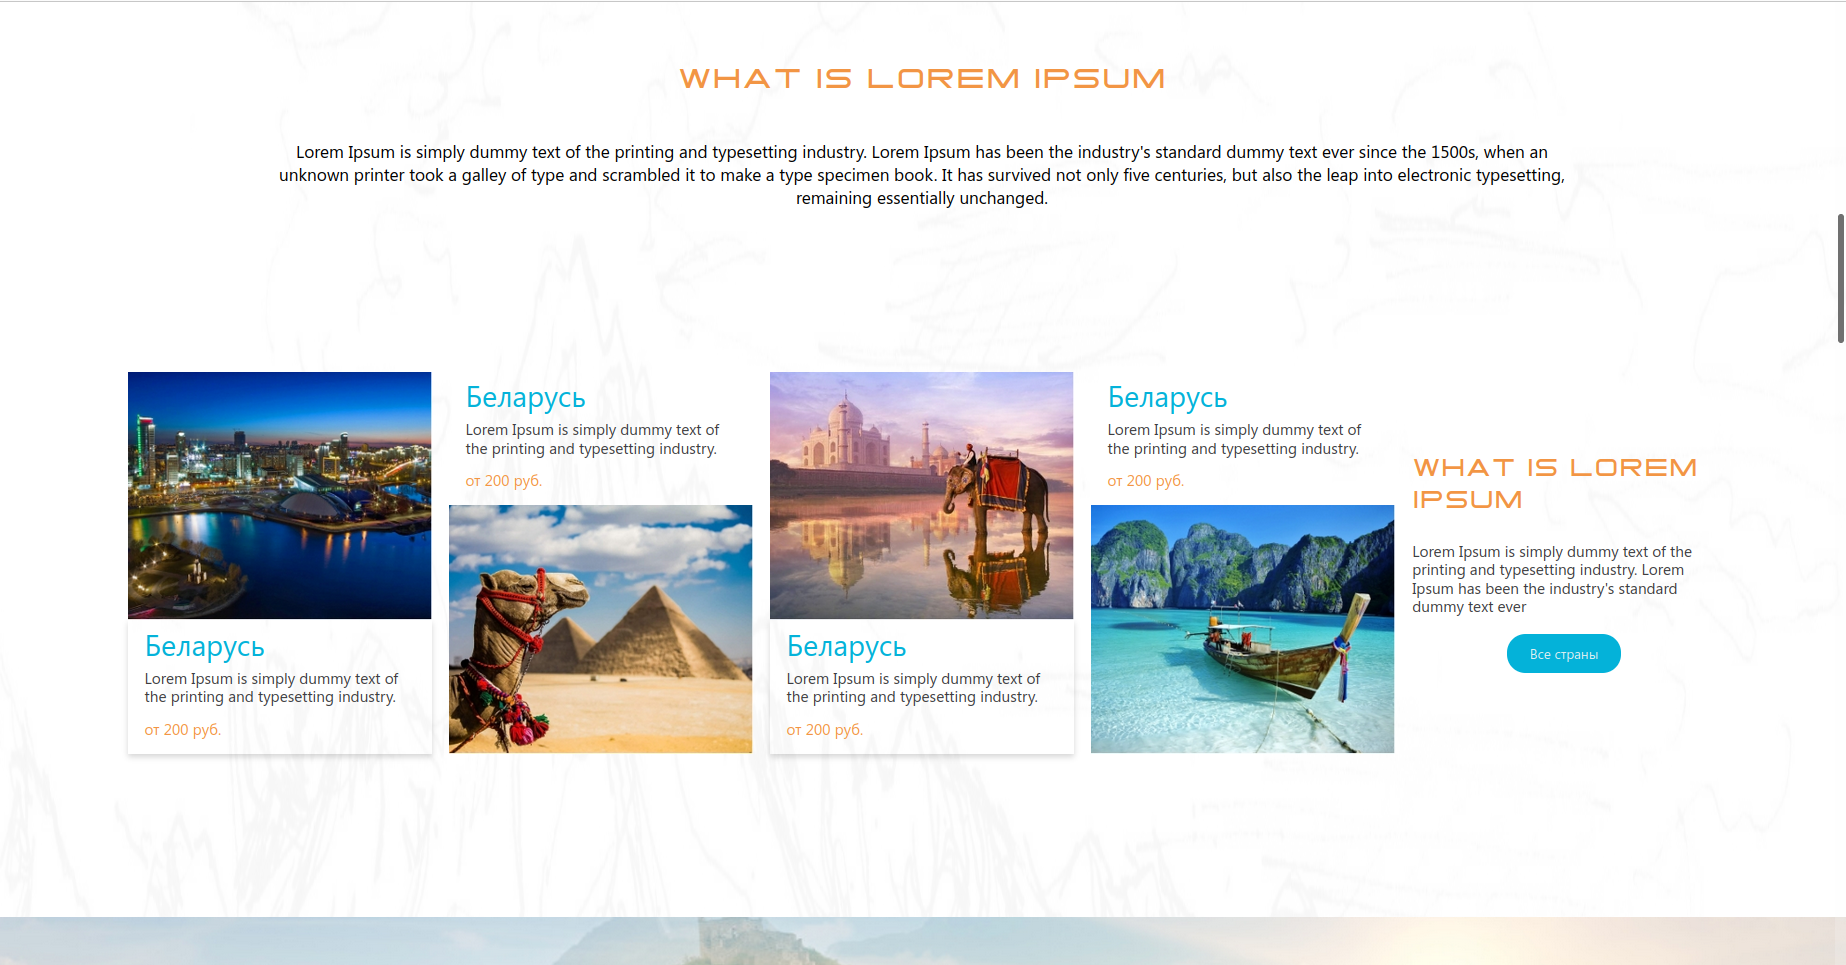 WHAT IS LOREM IPSUM
Lorem Ipsum is simply dummy text of the printing and typesetting industry. Lorem Ipsum has been the industry's standard dummy text ever since the 1500s, when an
unknown printer took a galley of type and scrambled it to make a type specimen book. It has survived not only five centuries, but also the leap into electronic typesetting,
remaining essentially unchanged.
Беларусь
Lorem Ipsum is simply dummy text of
the printing and typesetting industry.
от 200 руб.
Беларусь
Lorem Ipsum is simply dummy text of
the printing and typesetting industry.
от 200 руб.
Беларусь
Lorem Ipsum is simply dummy text of
the printing and typesetting industry.
от 200 руб.
Беларусь
Lorem Ipsum is simply dummy text of
the printing and typesetting industry.
от 200 руб.
WHAT IS LOREM
IPSUM
Lorem Ipsum is simply dummy text of the
printing and typesetting industry. Lorem
Ipsum has been the industry's standard
dummy text ever
Все страны